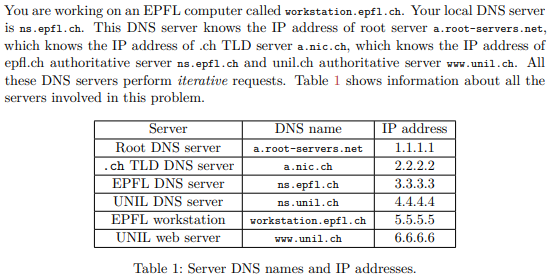 You are working on an EPFL computer called workstation.epfl.ch. Your local DNS server
is ns.epfl.ch. This DNS server knows the IP address of root server a.root-servers.net,
which knows the IP address of .ch TLD server a.nic.ch, which knows the IP address of
epfl.ch authoritative server ns.epfl.ch and unil.ch authoritative server www.unil.ch. All
these DNS servers perform iterative requests. Table 1 shows information about all the
servers involved in this problem.
Server DNS name IP address
Root DNS server a.root-servers.net 1.1.1.1
.ch TLD DNS server a.nic.ch 2.2.2.2
EPFL DNS server ns.epfl.ch 3.3.3.3
UNIL DNS server ns.unil.ch 4.4.4.4
EPFL workstation workstation.epfl.ch 5.5.5.5
UNIL web server www.unil.ch 6.6.6.6
Table 1: Server DNS names and IP addresses.